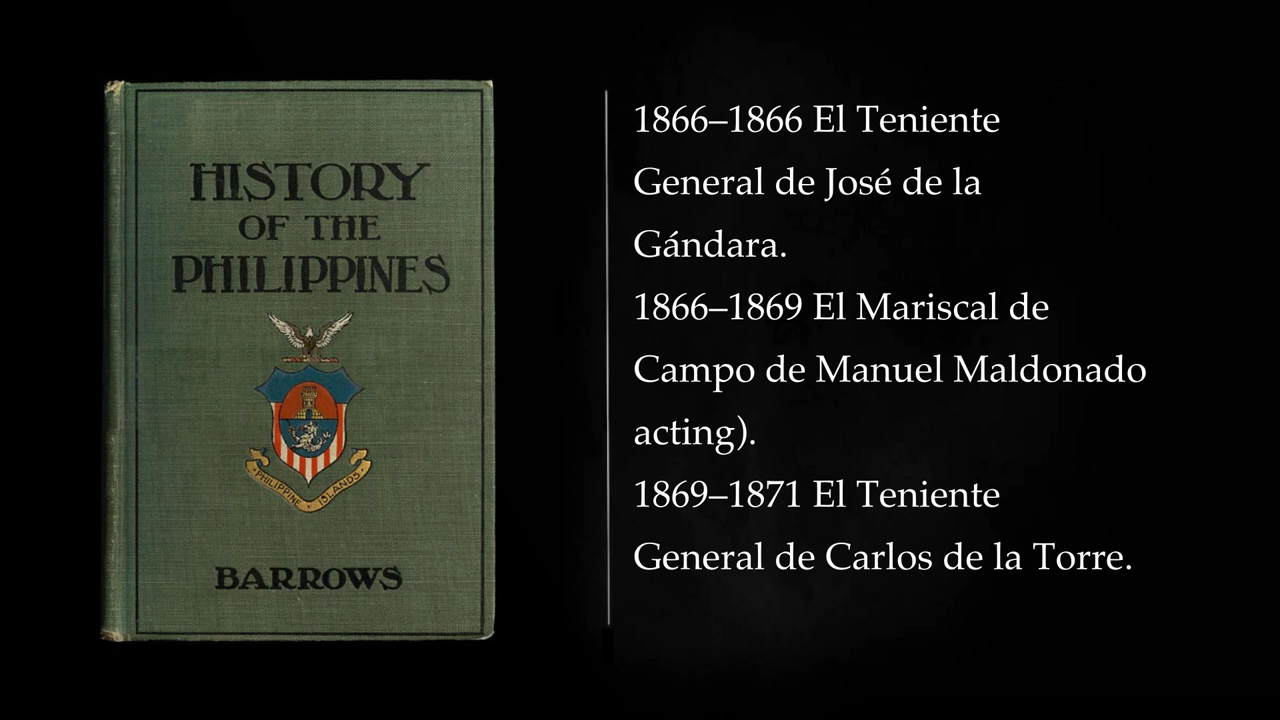 HISTORY
OF THE
PHILIPPINES
PHILIPPINE ISLANDS
BARROWS
1866–1866 El Teniente
General de José de la
Gándara.
1866–1869 El Mariscal de
Campo de Manuel Maldonado
acting).
1869–1871 El Teniente
General de Carlos de la Torre.